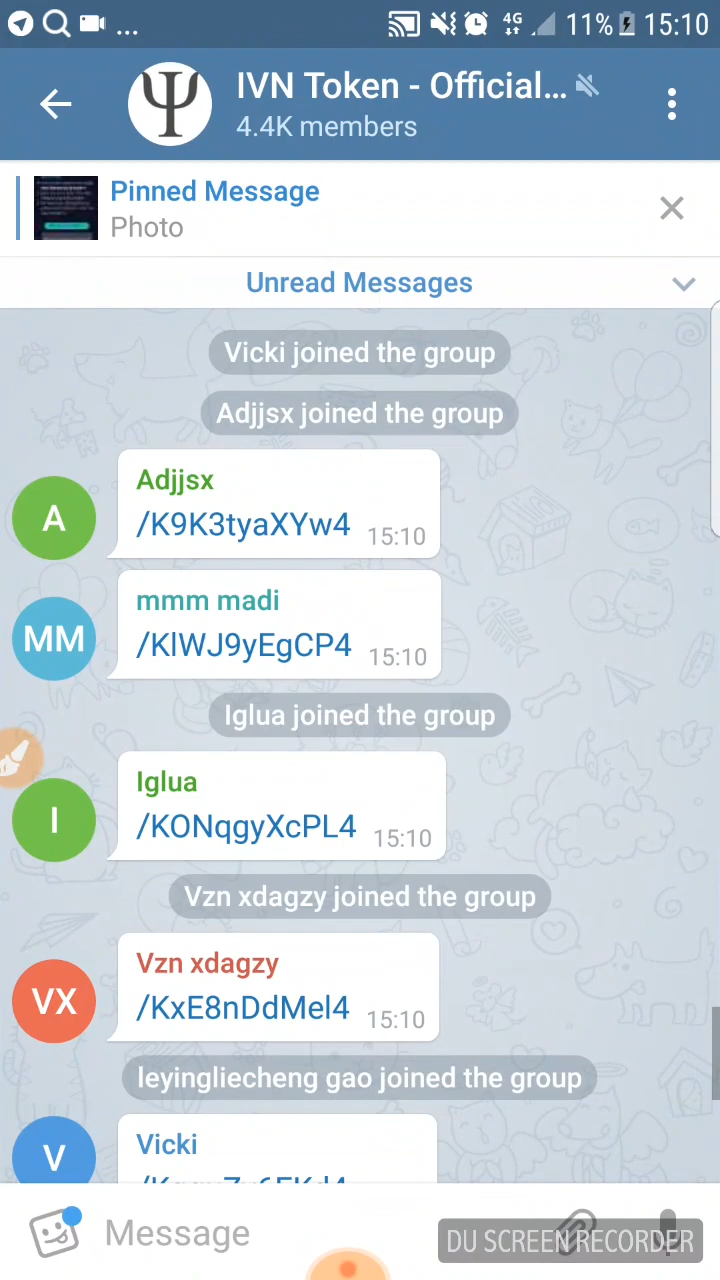 ... 4G 11% 15:10
IVN Token - Official...
4.4K members
Pinned Message
Photo
Unread Messages
Vicki joined the group
Adjjsx joined the group
A
Adjjsx
/K9K3tyaXYw4 15:10
MM
mmm madi
/KlWJ9yEgCP4 15:10
Iglua joined the group
I
Iglua
/KONqgyXcPL4 15:10
Vzn xdagzy joined the group
VX
Vzn xdagzy
/KxE8nDdMel4 15:10
leyingliecheng gao joined the group
V
Vicki
Message
DU SCREEN RECORDER